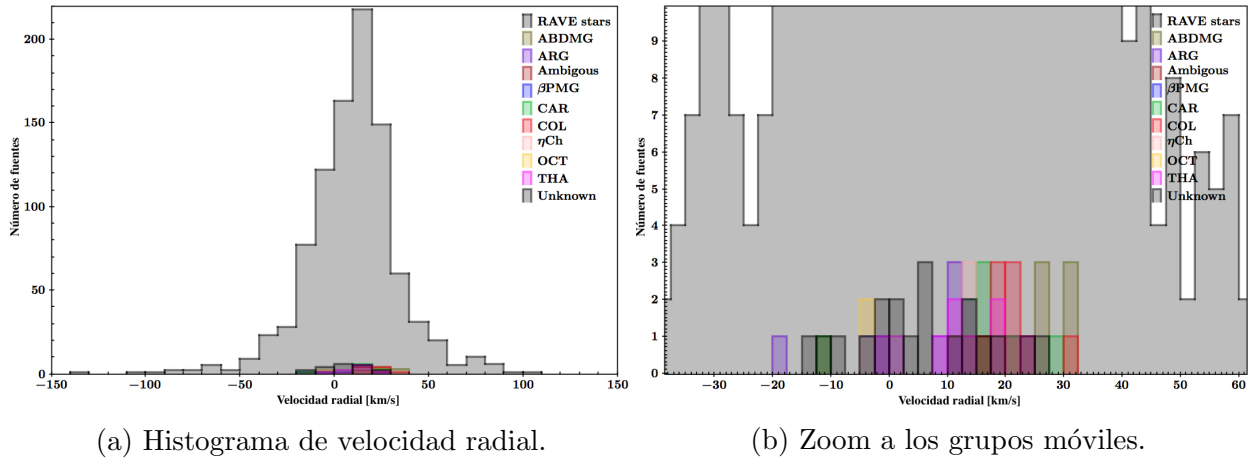 200
150
100
50
0
Número de fuentes
−150
−100
−50
0
50
100
150
Velocidad radial [km/s]
RAVE stars
ABDMG
ARG
Ambigous
βPMG
CAR
COL
ηCh
OCT
THA
Unknown
(a) Histograma de velocidad radial.
9
8
7
6
5
4
3
2
1
0
Número de fuentes
−30
−20
−10
0
10
20
30
40
50
60
Velocidad radial [km/s]
RAVE stars
ABDMG
ARG
Ambigous
βPMG
CAR
COL
ηCh
OCT
THA
Unknown
(b) Zoom a los grupos móviles.